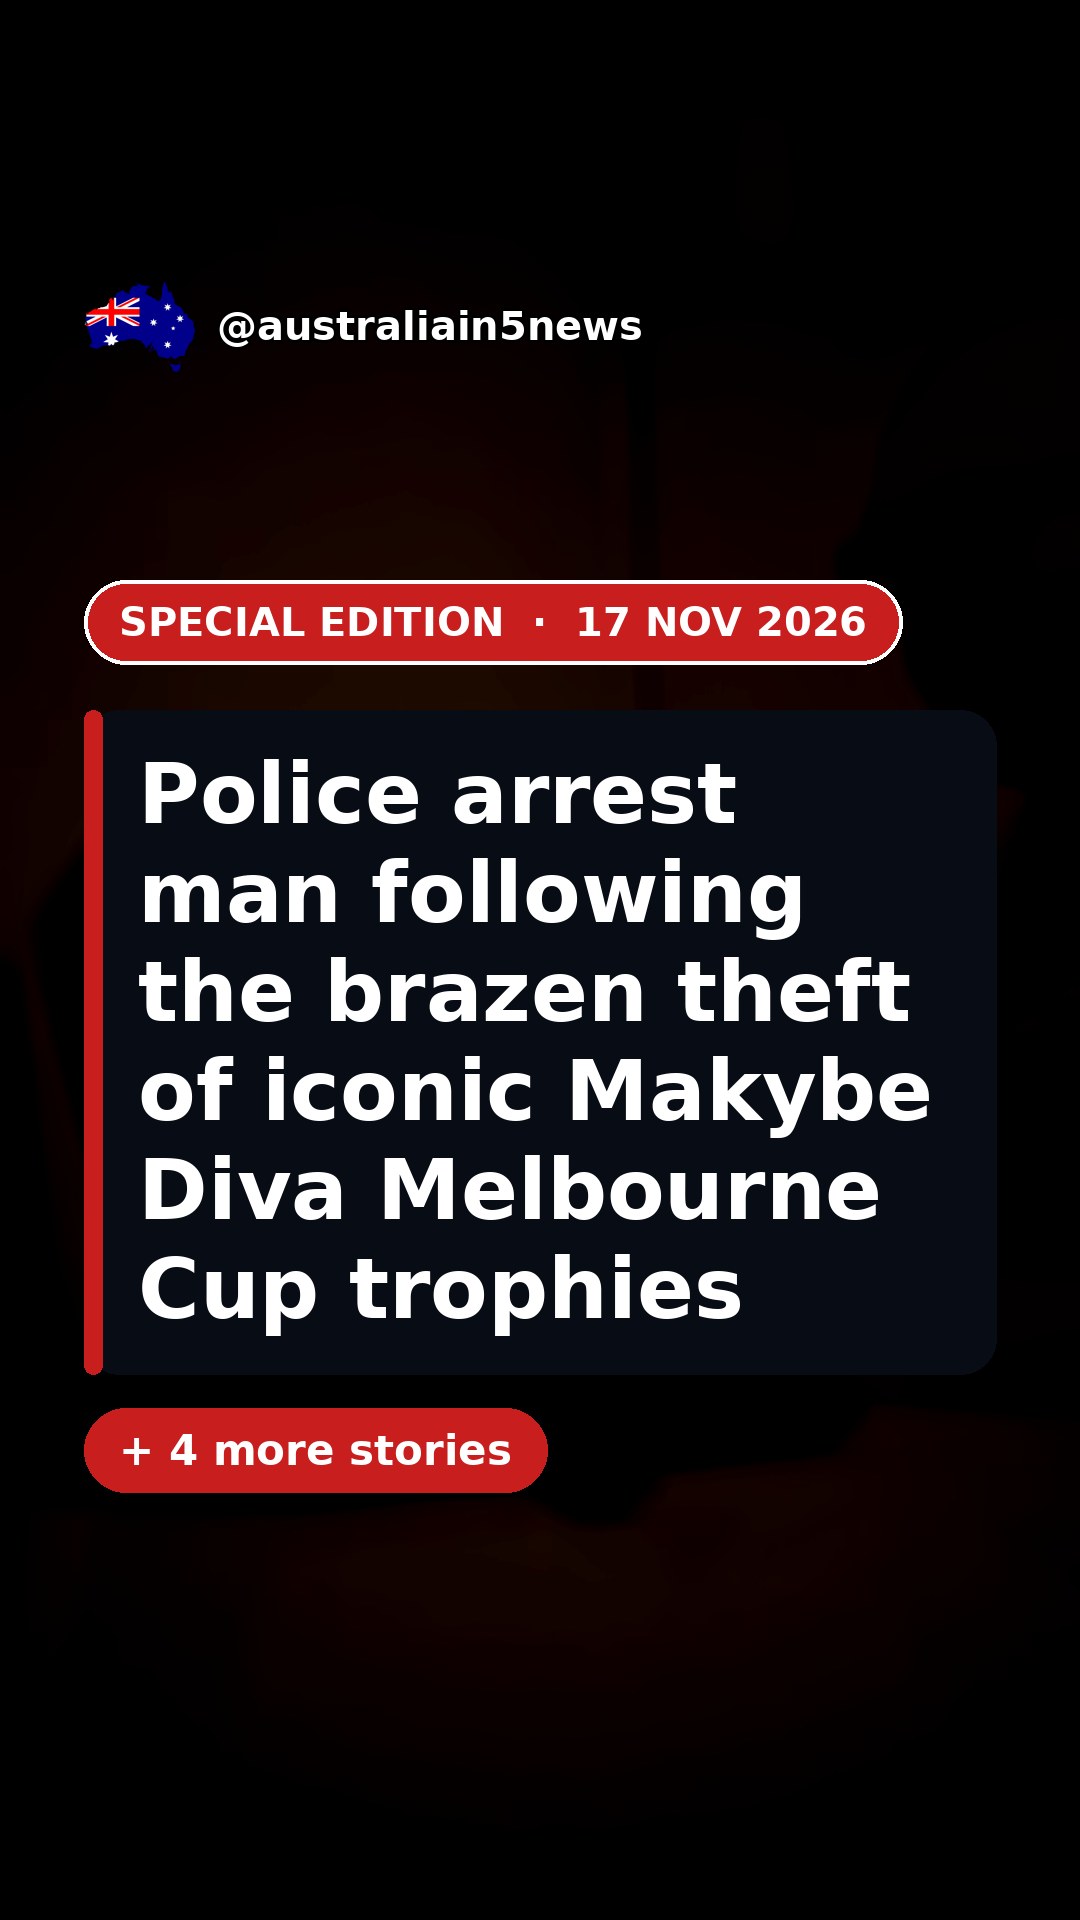 @australiain5news
SPECIAL EDITION · 17 NOV 2026
Police arrest
man following
the brazen theft
of iconic Makybe
Diva Melbourne
Cup trophies
+ 4 more stories